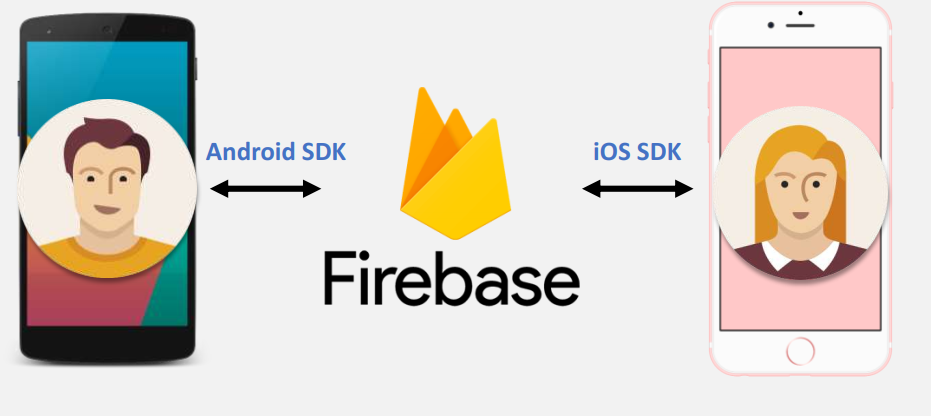 Android SDK
iOS SDK
Firebase